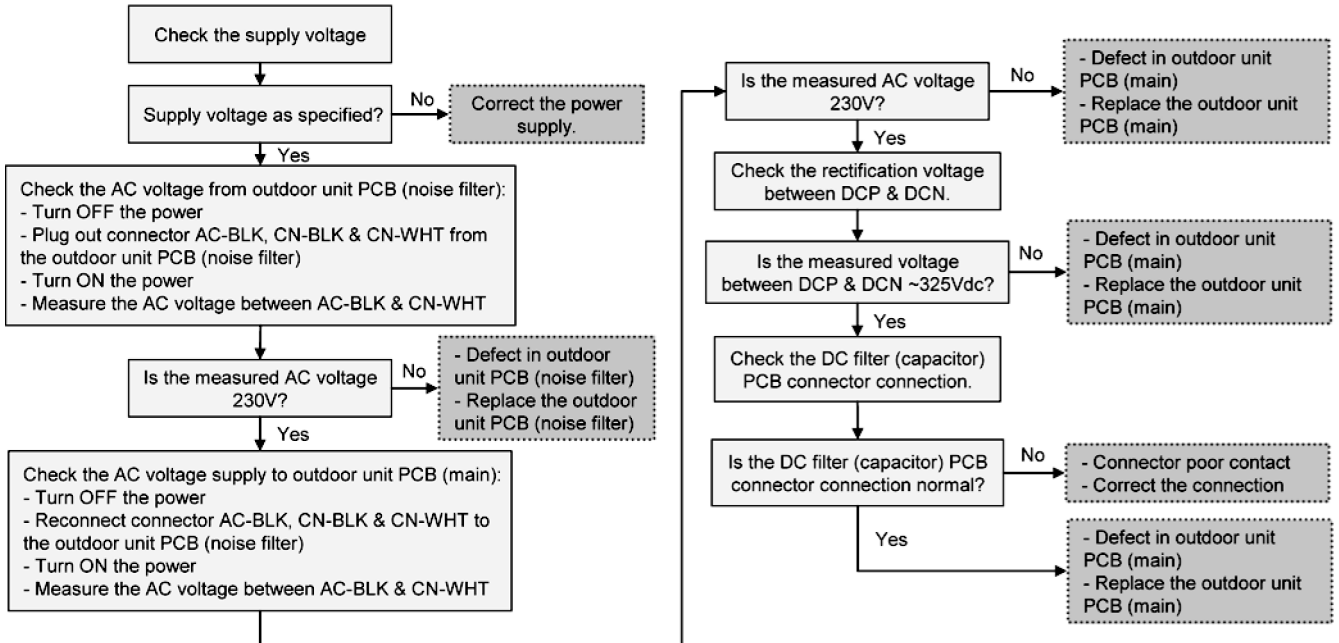 Check the supply voltage
Supply voltage as specified?
No
Correct the power
supply.
Yes
Check the AC voltage from outdoor unit PCB (noise filter):
- Turn OFF the power
- Plug out connector AC-BLK, CN-BLK & CN-WHT from
the outdoor unit PCB (noise filter)
- Turn ON the power
- Measure the AC voltage between AC-BLK & CN-WHT
Is the measured AC voltage
230V?
No
- Defect in outdoor
unit PCB (noise filter)
- Replace the outdoor
unit PCB (noise filter)
Yes
Check the AC voltage supply to outdoor unit PCB (main):
- Turn OFF the power
- Reconnect connector AC-BLK, CN-BLK & CN-WHT to
the outdoor unit PCB (noise filter)
- Turn ON the power
- Measure the AC voltage between AC-BLK & CN-WHT
Is the measured AC voltage
230V?
No
- Defect in outdoor unit
PCB (main)
- Replace the outdoor unit
PCB (main)
Yes
Check the rectification voltage
between DCP & DCN.
Is the measured voltage
between DCP & DCN ~325Vdc?
No
- Defect in outdoor unit
PCB (main)
- Replace the outdoor unit
PCB (main)
Yes
Check the DC filter (capacitor)
PCB connector connection.
Is the DC filter (capacitor) PCB
connector connection normal?
No
- Connector poor contact
- Correct the connection
Yes
- Defect in outdoor unit
PCB (main)
- Replace the outdoor unit
PCB (main)